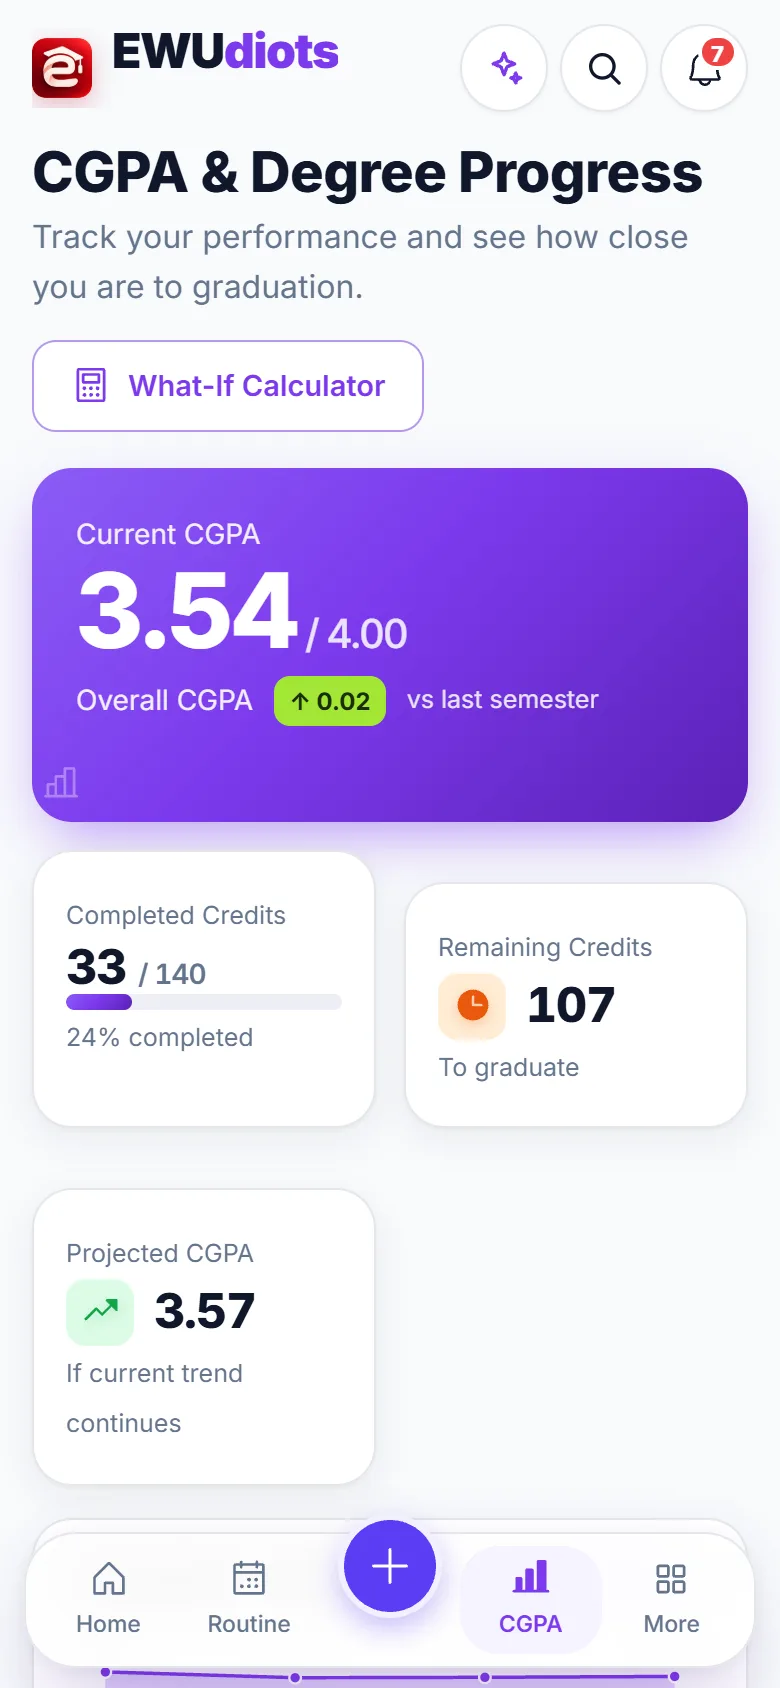 EWUdiots
7
CGPA & Degree Progress
Track your performance and see how close
you are to graduation.
What-If Calculator
Current CGPA
3.54 / 4.00
Overall CGPA ↑ 0.02 vs last semester
Completed Credits
33 / 140
24% completed
Remaining Credits
107
To graduate
Projected CGPA
3.57
If current trend
continues
Home
Routine
CGPA
More